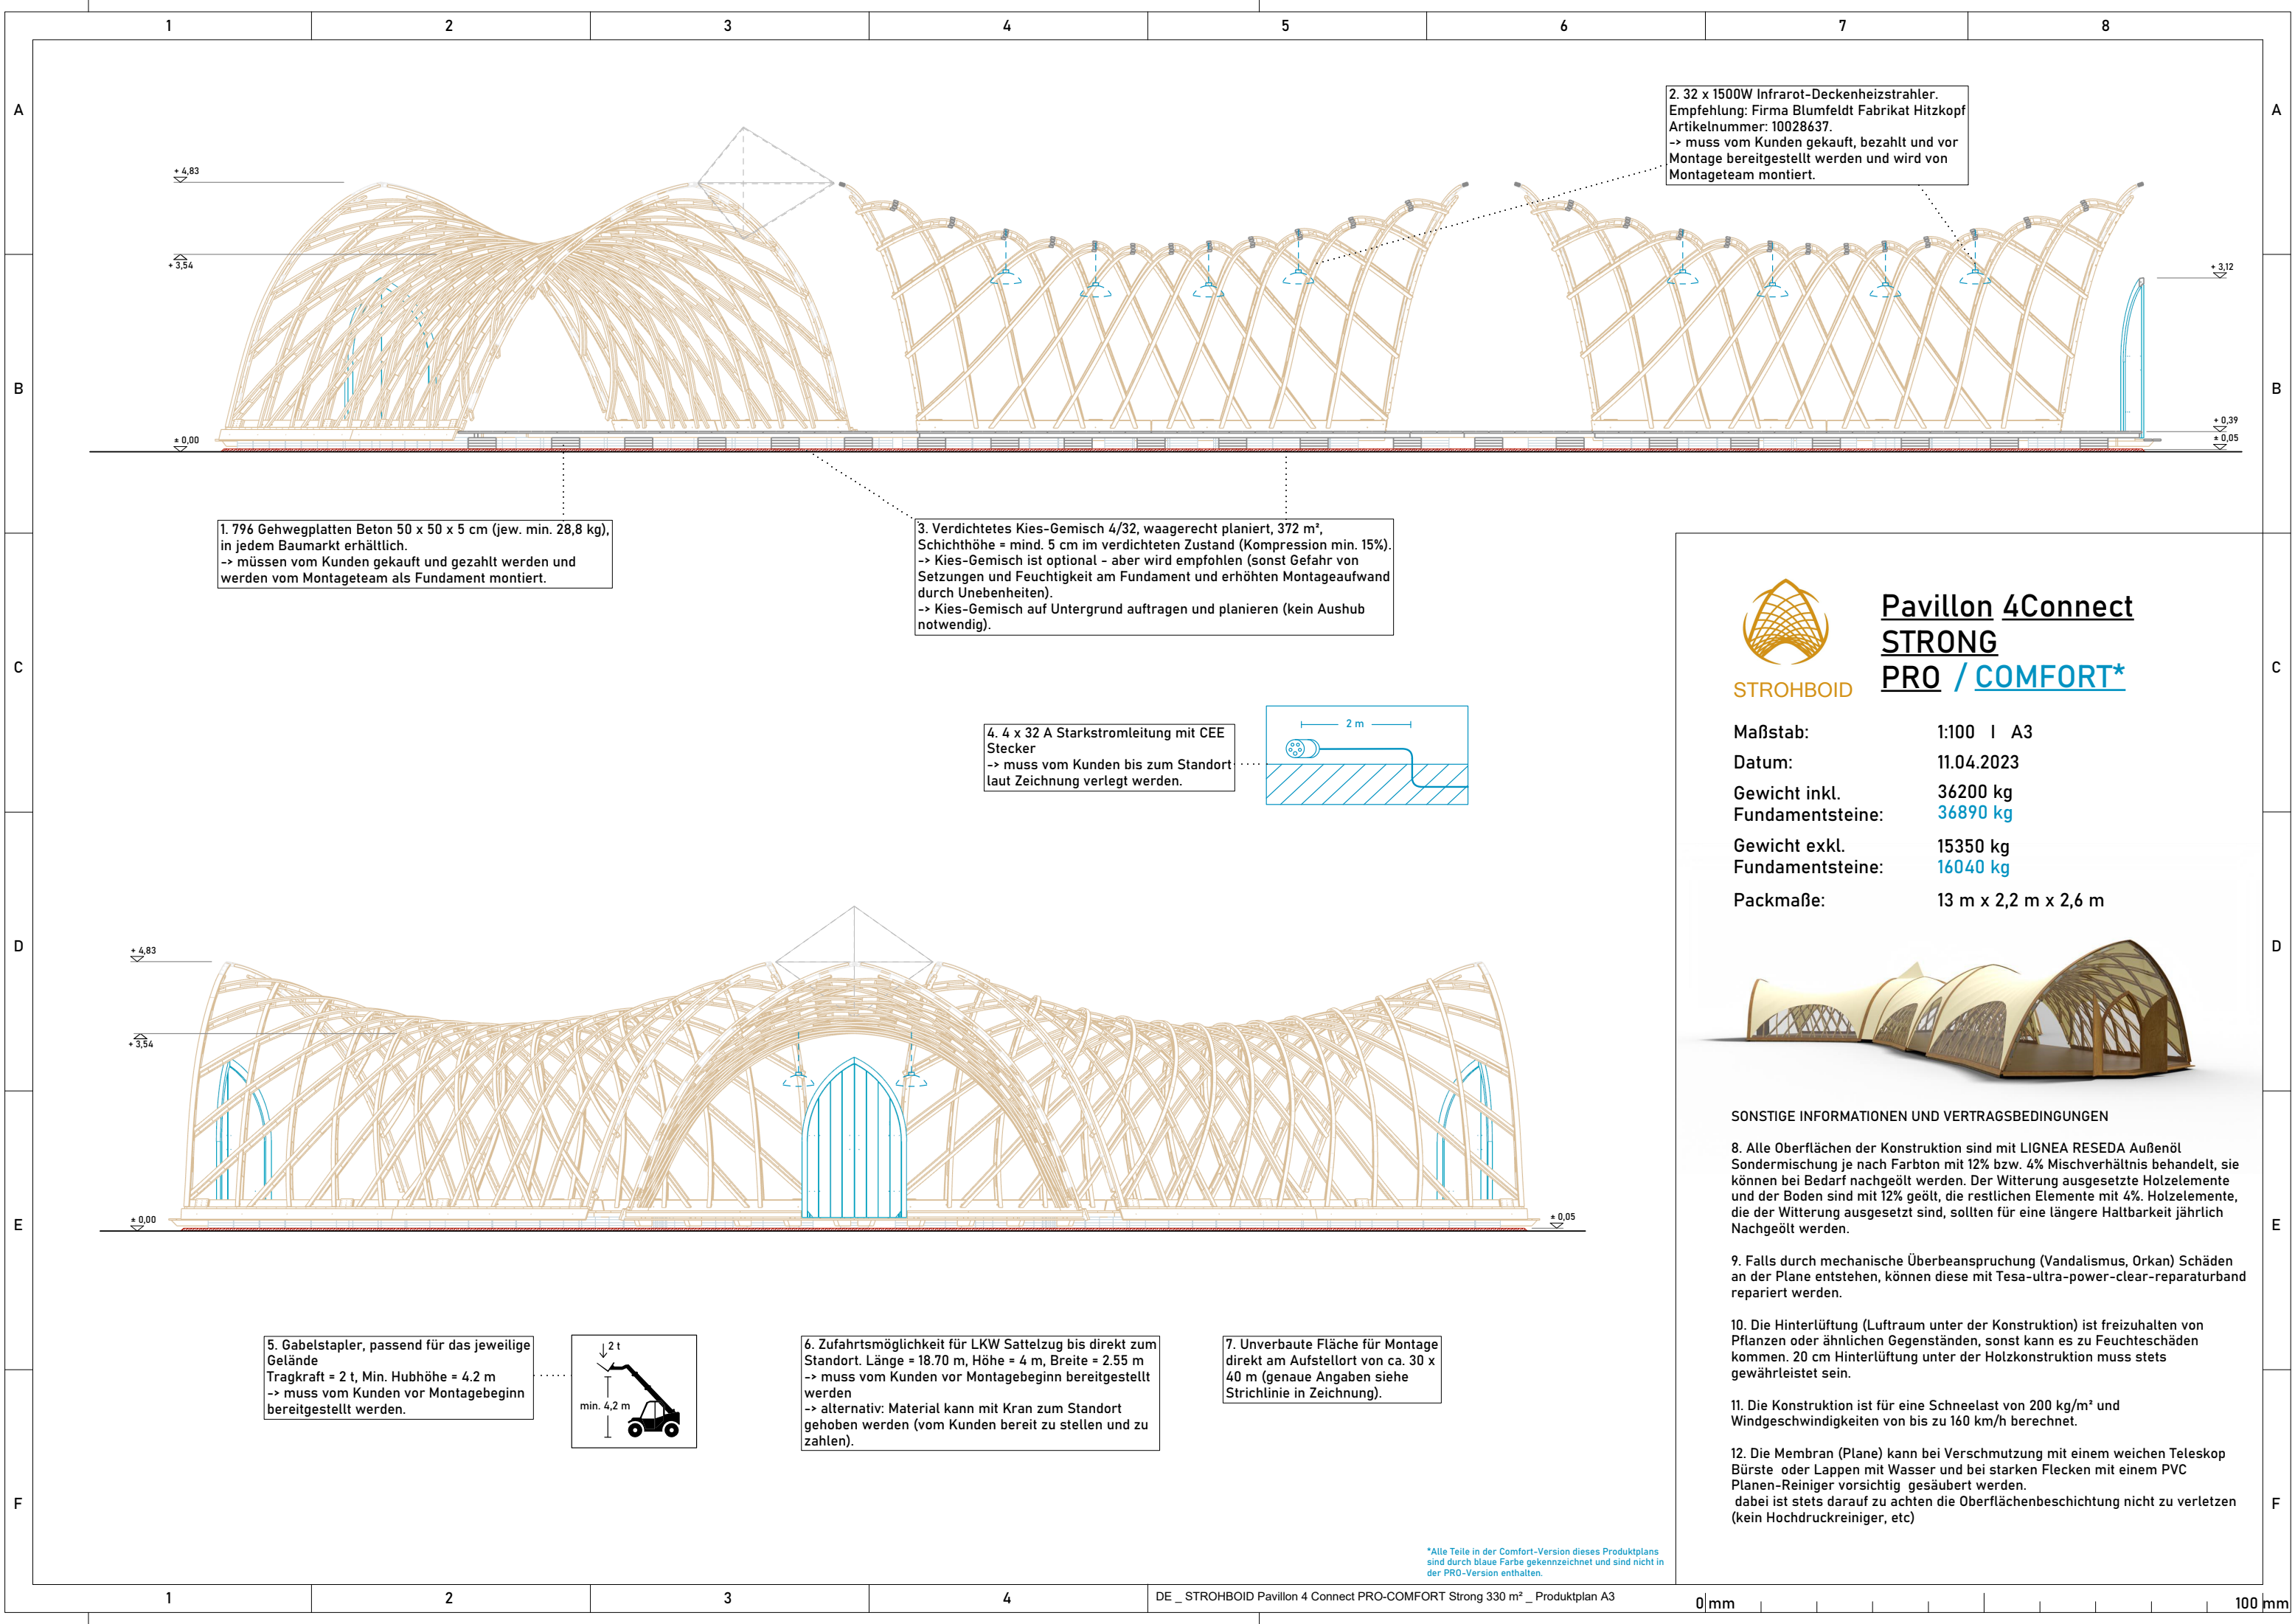 1 2 3 4 5 6 7 8
A A
2. 32 x 1500W Infrarot-Deckenheizstrahler.
Empfehlung: Firma Blumfeldt Fabrikat Hitzkopf
Artikelnummer: 10028637.
-> muss vom Kunden gekauft, bezahlt und vor
Montage bereitgestellt werden und wird von
Montageteam montiert.
+ 4,83
+ 3,54
+ 3,12
B B
+ 0,39
± 0,00
± 0,05
1. 796 Gehwegplatten Beton 50 x 50 x 5 cm (jew. min. 28,8 kg),
in jedem Baumarkt erhältlich.
-> müssen vom Kunden gekauft und gezahlt werden und
werden vom Montageteam als Fundament montiert.
3. Verdichtetes Kies-Gemisch 4/32, waagerecht planiert, 372 m²,
Schichthöhe = mind. 5 cm im verdichteten Zustand (Kompression min. 15%).
-> Kies-Gemisch ist optional - aber wird empfohlen (sonst Gefahr von
Setzungen und Feuchtigkeit am Fundament und erhöhten Montageaufwand
durch Unebenheiten).
-> Kies-Gemisch auf Untergrund auftragen und planieren (kein Aushub
notwendig).
C C
4. 4 x 32 A Starkstromleitung mit CEE
Stecker
-> muss vom Kunden bis zum Standort
laut Zeichnung verlegt werden.
2 m
STROHBOID
Pavillon 4Connect
STRONG
PRO / COMFORT*
Maßstab: 1:100 I A3
Datum: 11.04.2023
Gewicht inkl. 36200 kg
Fundamentsteine: 36890 kg
Gewicht exkl. 15350 kg
Fundamentsteine: 16040 kg
Packmaße: 13 m x 2,2 m x 2,6 m
D D
+ 4,83
+ 3,54
E E
± 0,00
± 0,05
5. Gabelstapler, passend für das jeweilige
Gelände
Tragkraft = 2 t, Min. Hubhöhe = 4.2 m
-> muss vom Kunden vor Montagebeginn
bereitgestellt werden.
2 t
min. 4,2 m
6. Zufahrtsmöglichkeit für LKW Sattelzug bis direkt zum
Standort. Länge = 18.70 m, Höhe = 4 m, Breite = 2.55 m
-> muss vom Kunden vor Montagebeginn bereitgestellt
werden
-> alternativ: Material kann mit Kran zum Standort
gehoben werden (vom Kunden bereit zu stellen und zu
zahlen).
7. Unverbaute Fläche für Montage
direkt am Aufstellort von ca. 30 x
40 m (genaue Angaben siehe
Strichlinie in Zeichnung).
SONSTIGE INFORMATIONEN UND VERTRAGSBEDINGUNGEN
8. Alle Oberflächen der Konstruktion sind mit LIGNEA RESEDA Außenöl
Sondermischung je nach Farbton mit 12% bzw. 4% Mischverhältnis behandelt, sie
können bei Bedarf nachgeölt werden. Der Witterung ausgesetzte Holzelemente
und der Boden sind mit 12% geölt, die restlichen Elemente mit 4%. Holzelemente,
die der Witterung ausgesetzt sind, sollten für eine längere Haltbarkeit jährlich
Nachgeölt werden.
9. Falls durch mechanische Überbeanspruchung (Vandalismus, Orkan) Schäden
an der Plane entstehen, können diese mit Tesa-ultra-power-clear-reparaturband
repariert werden.
10. Die Hinterlüftung (Luftraum unter der Konstruktion) ist freizuhalten von
Pflanzen oder ähnlichen Gegenständen, sonst kann es zu Feuchteschäden
kommen. 20 cm Hinterlüftung unter der Holzkonstruktion muss stets
gewährleistet sein.
11. Die Konstruktion ist für eine Schneelast von 200 kg/m² und
Windgeschwindigkeiten von bis zu 160 km/h berechnet.
12. Die Membran (Plane) kann bei Verschmutzung mit einem weichen Teleskop
Bürste oder Lappen mit Wasser und bei starken Flecken mit einem PVC
Planen-Reiniger vorsichtig gesäubert werden.
dabei ist stets darauf zu achten die Oberflächenbeschichtung nicht zu verletzen
(kein Hochdruckreiniger, etc)
F F
*Alle Teile in der Comfort-Version dieses Produktplans
sind durch blaue Farbe gekennzeichnet und sind nicht in
der PRO-Version enthalten.
1 2 3 4
DE _ STROHBOID Pavillon 4 Connect PRO-COMFORT Strong 330 m² _ Produktplan A3
0 mm 100 mm